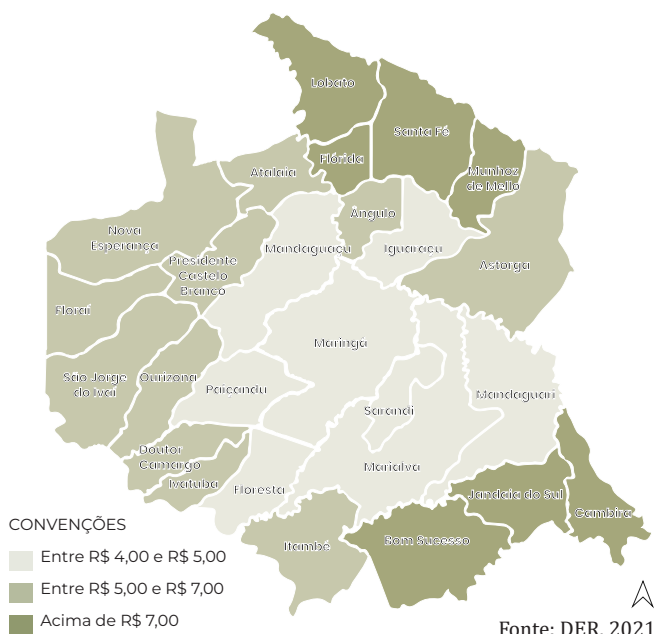 Lobato
Santa Fé
Flórida
Munhoz
de Mello
Atalaia
Ângulo
Nova
Esperança
Mandaguaçu
Iguaraçu
Presidente
Castelo
Branco
Astorga
Floraí
Maringá
São Jorge
do Ivaí
Ourizona
Paiçandu
Mandaguari
Sarandi
Doutor
Camargo
Marialva
Ivatuba
Floresta
Jandaia do Sul
Cambira
Bom Sucesso
Itambé
CONVENÇÕES
Entre R$ 4,00 e R$ 5,00
Entre R$ 5,00 e R$ 7,00
Acima de R$ 7,00
Fonte: DER, 2021